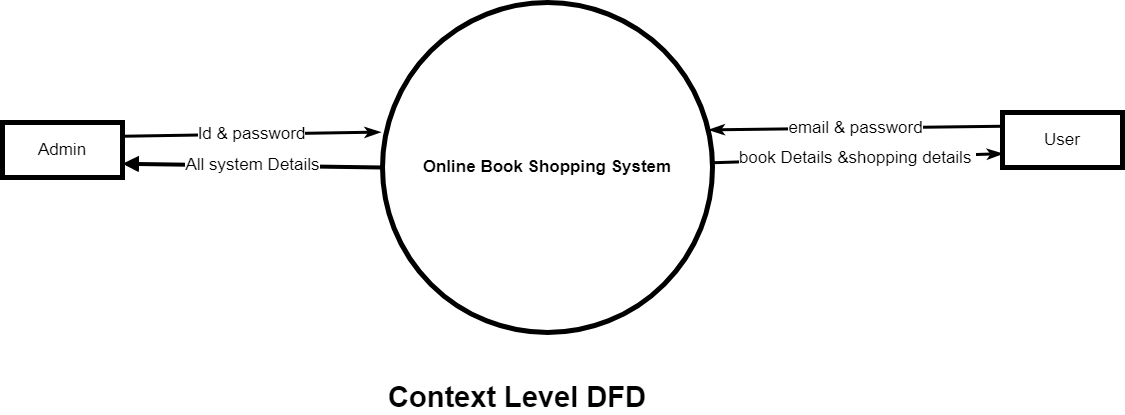 Id & password
email & password
Admin
User
All system Details
book Details &shopping details
Online Book Shopping System
Context Level DFD